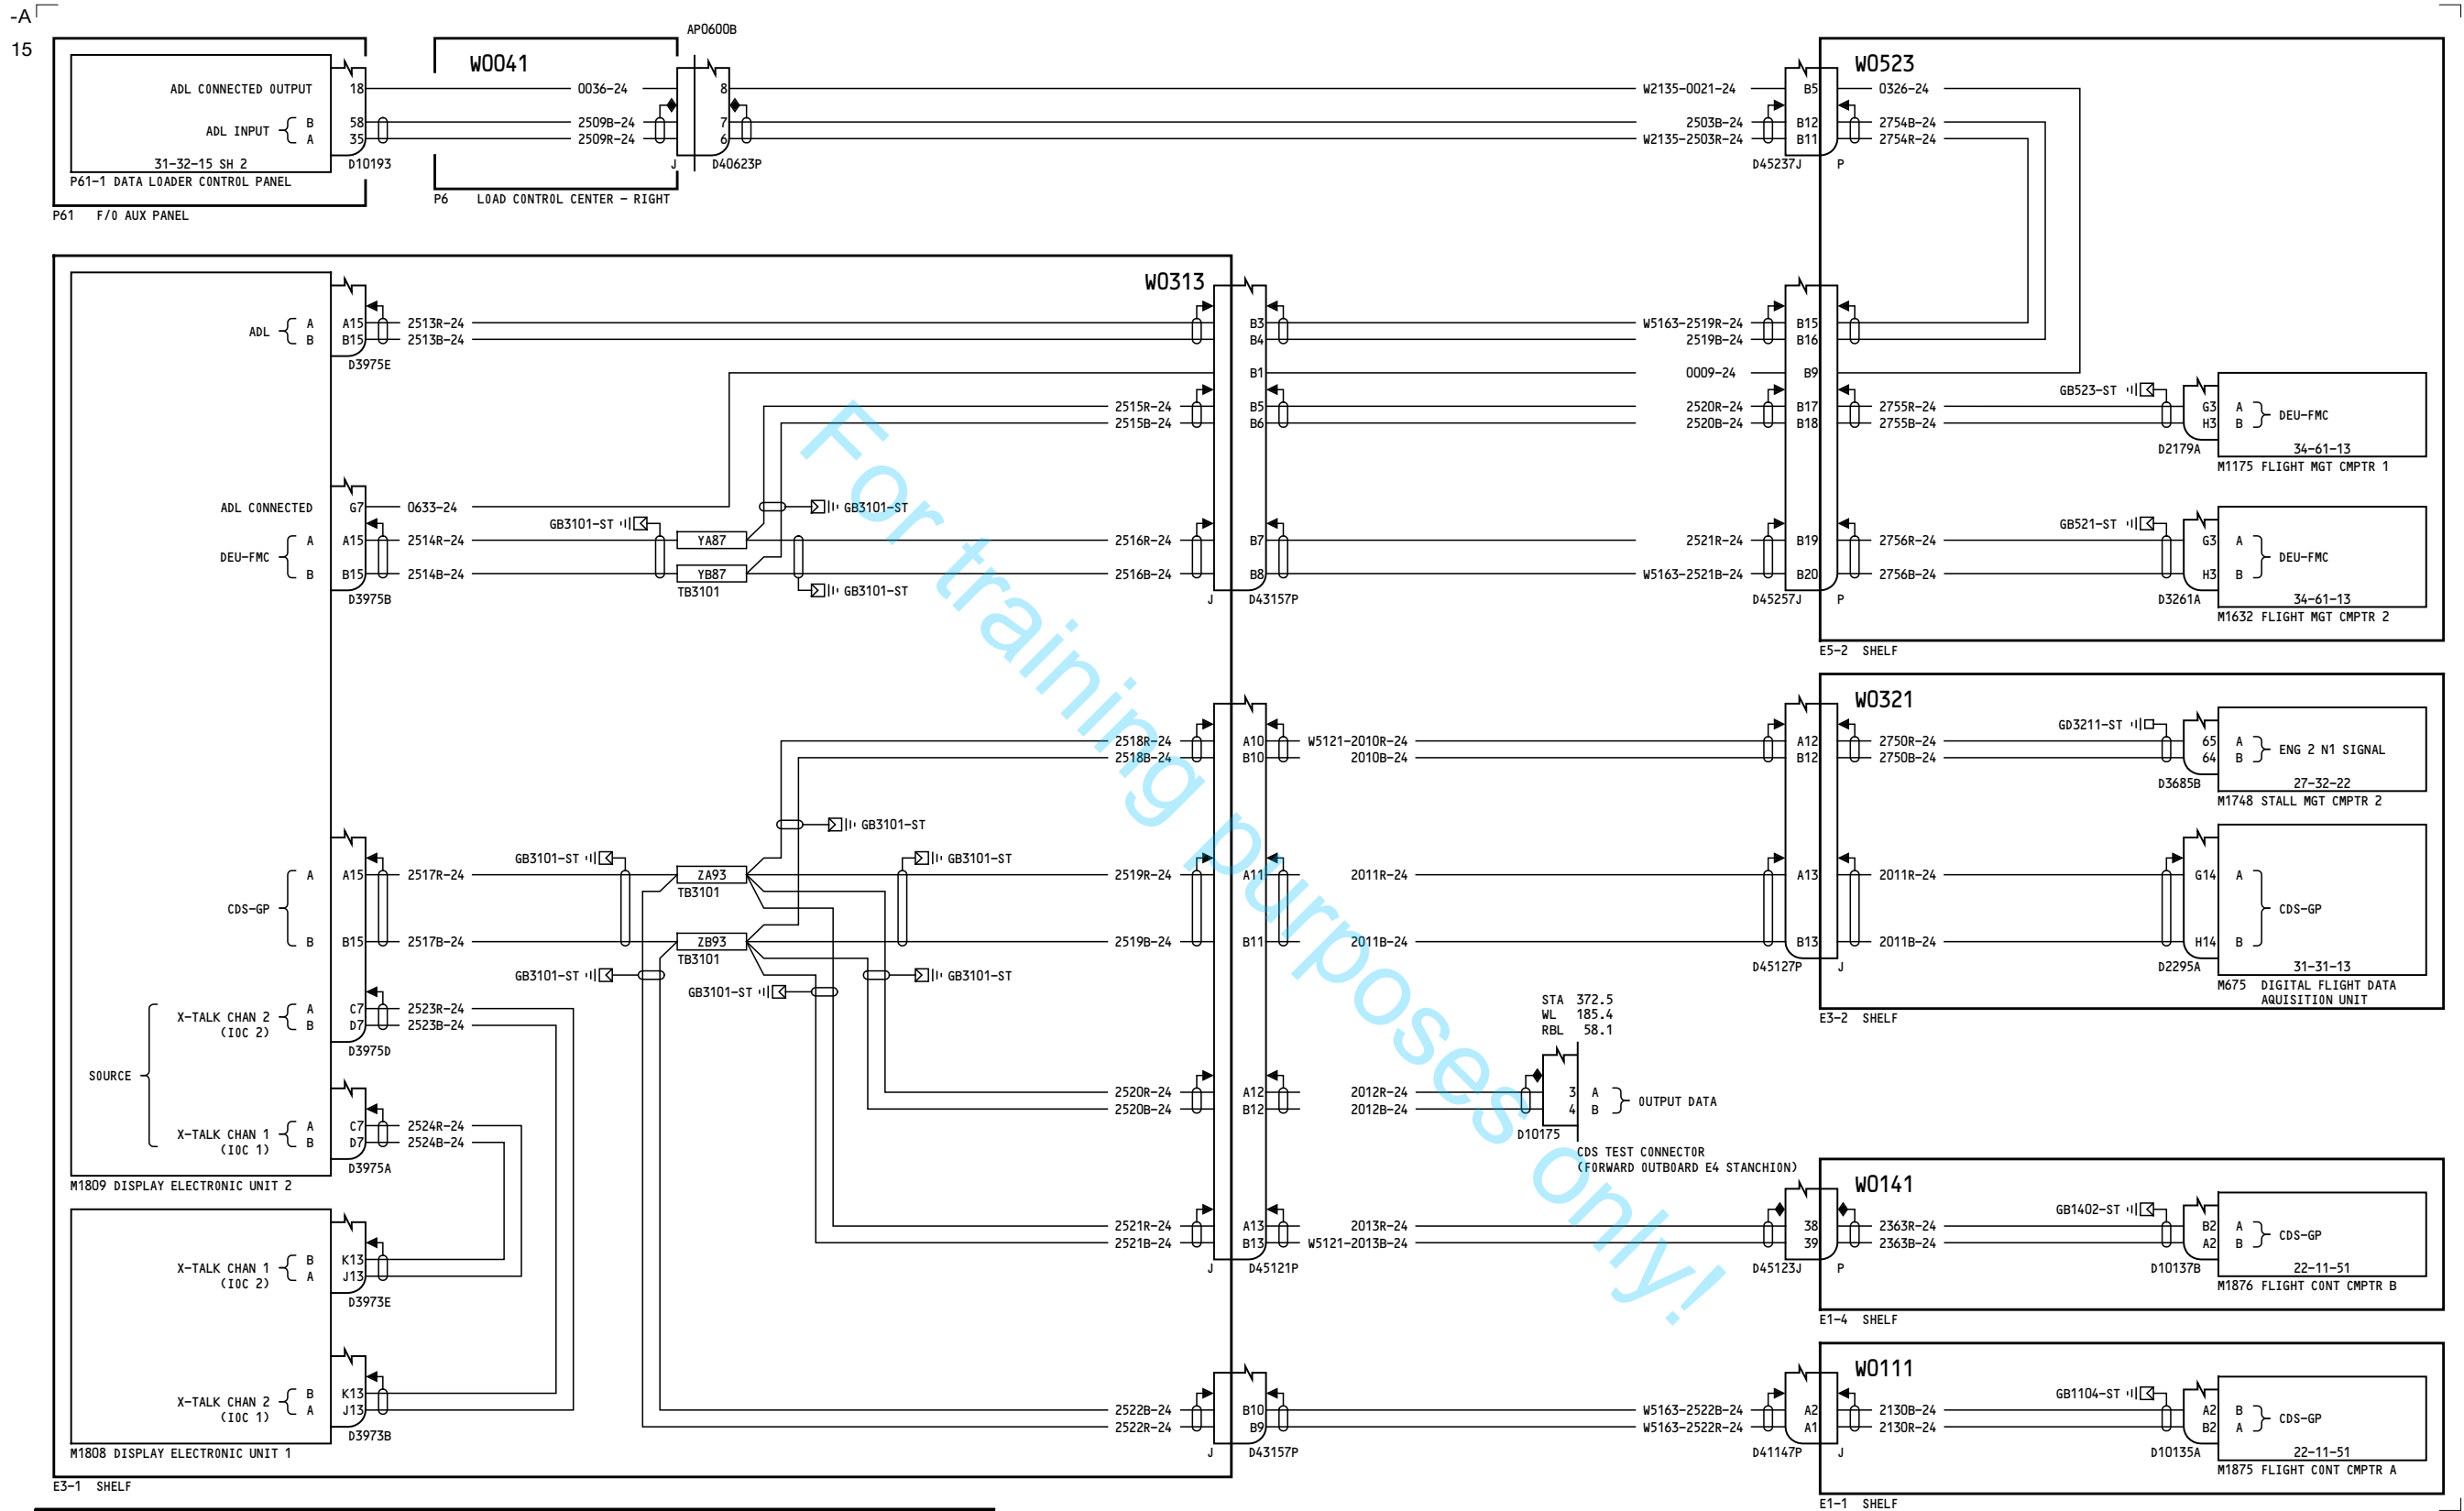 -A
15
AP0600B
W0041
W0523
ADL CONNECTED OUTPUT 18 0036-24 8 W2135-0021-24 B5 0326-24
ADL INPUT B 58 2509B-24 7 2503B-24 B12 2754B-24
A 35 2509R-24 6 W2135-2503R-24 B11 2754R-24
31-32-15 SH 2 D10193 J D40623P D45237J P
P61-1 DATA LOADER CONTROL PANEL
P6 LOAD CONTROL CENTER - RIGHT
P61 F/O AUX PANEL
W0313
ADL A A15 2513R-24 B3 W5163-2519R-24 B15
B B15 2513B-24 B4 2519B-24 B16
D3975E
B1 0009-24 B9
GB523-ST
2515R-24 B5 2520R-24 B17 2755R-24 G3 A DEU-FMC
2515B-24 B6 2520B-24 B18 2755B-24 H3 B
D2179A 34-61-13
M1175 FLIGHT MGT CMPTR 1
ADL CONNECTED G7 0633-24 GB3101-ST
GB3101-ST GB521-ST
DEU-FMC A A15 2514R-24 YA87 2516R-24 B7 2521R-24 B19 2756R-24 G3 A DEU-FMC
B B15 2514B-24 YB87 2516B-24 B8 W5163-2521B-24 B20 2756B-24 H3 B
TB3101 GB3101-ST
D3975B J D43157P D45257J P D3261A 34-61-13
M1632 FLIGHT MGT CMPTR 2
E5-2 SHELF
W0321
GD3211-ST
2518R-24 A10 W5121-2010R-24 A12 2750R-24 65 A ENG 2 N1 SIGNAL
2518B-24 B10 2010B-24 B12 2750B-24 64 B
D3685B 27-32-22
M1748 STALL MGT CMPTR 2
GB3101-ST
GB3101-ST GB3101-ST
CDS-GP A A15 2517R-24 ZA93 2519R-24 A11 2011R-24 A13 2011R-24 G14 A CDS-GP
TB3101
B B15 2517B-24 ZB93 2519B-24 B11 2011B-24 B13 2011B-24 H14 B
TB3101
D45127P J D2295A 31-31-13
GB3101-ST GB3101-ST
GB3101-ST
M675 DIGITAL FLIGHT DATA
AQUISITION UNIT
E3-2 SHELF
SOURCE
X-TALK CHAN 2 A C7 2523R-24
(IOC 2) B D7 2523B-24
D3975D
STA 372.5
WL 185.4
RBL 58.1
2520R-24 A12 2012R-24 3 A OUTPUT DATA
2520B-24 B12 2012B-24 4 B
D10175
CDS TEST CONNECTOR
(FORWARD OUTBOARD E4 STANCHION)
X-TALK CHAN 1 A C7 2524R-24
(IOC 1) B D7 2524B-24
D3975A
M1809 DISPLAY ELECTRONIC UNIT 2
W0141
GB1402-ST
2521R-24 A13 2013R-24 38 2363R-24 B2 A CDS-GP
2521B-24 B13 W5121-2013B-24 39 2363B-24 A2 B
J D45121P D45123J P D10137B 22-11-51
M1876 FLIGHT CONT CMPTR B
E1-4 SHELF
X-TALK CHAN 1 B K13
(IOC 2) A J13
D3973E
W0111
GB1104-ST
X-TALK CHAN 2 B K13
(IOC 1) A J13
D3973B
2522B-24 B10 W5163-2522B-24 A2 2130B-24 A2 B CDS-GP
2522R-24 B9 W5163-2522R-24 A1 2130R-24 B2 A
J D43157P D41147P J D10135A 22-11-51
M1808 DISPLAY ELECTRONIC UNIT 1
M1875 FLIGHT CONT CMPTR A
E3-1 SHELF
E1-1 SHELF
For training purposes only!